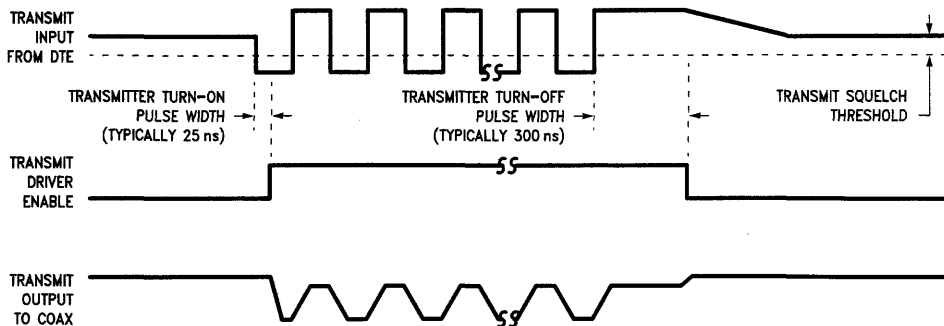 TRANSMIT
INPUT
FROM DTE
TRANSMITTER TURN-ON
PULSE WIDTH
(TYPICALLY 25 ns)
TRANSMITTER TURN-OFF
PULSE WIDTH
(TYPICALLY 300 ns)
TRANSMIT SQUELCH
THRESHOLD
TRANSMIT
DRIVER
ENABLE
TRANSMIT
OUTPUT
TO COAX